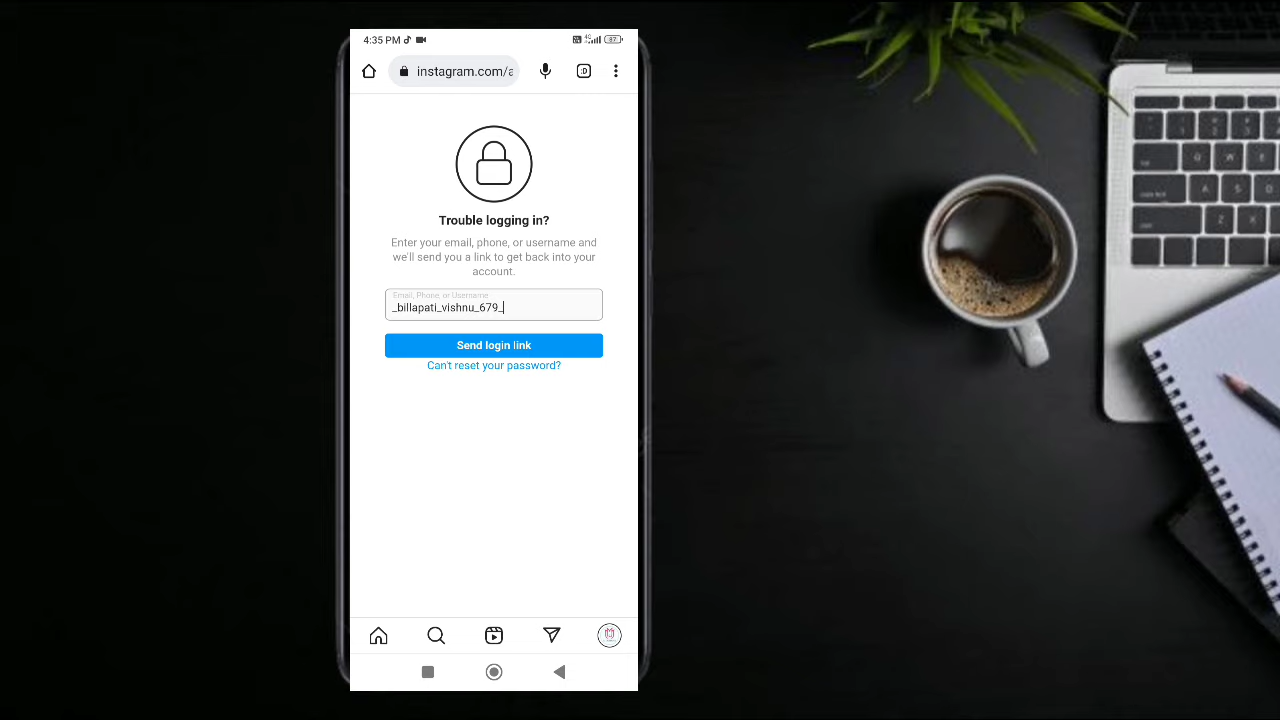 4:35 PM
4G
87
instagram.com/a
:D
Trouble logging in?
Enter your email, phone, or username and
we'll send you a link to get back into your
account.
Email, Phone, or Username
_billapati_vishnu_679_
Send login link
Can't reset your password?
Q W E
A S D
Z X